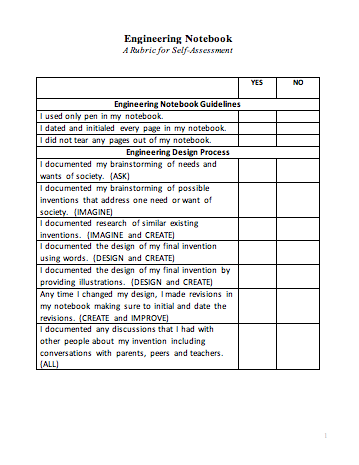 Engineering Notebook
A Rubric for Self-Assessment
YES NO
Engineering Notebook Guidelines
I used only pen in my notebook.
I dated and initialed every page in my notebook.
I did not tear any pages out of my notebook.
Engineering Design Process
I documented my brainstorming of needs and
wants of society. (ASK)
I documented my brainstorming of possible
inventions that address one need or want of
society. (IMAGINE)
I documented research of similar existing
inventions. (IMAGINE and CREATE)
I documented the design of my final invention
using words. (DESIGN and CREATE)
I documented the design of my final invention by
providing illustrations. (DESIGN and CREATE)
Any time I changed my design, I made revisions in
my notebook making sure to initial and date the
revisions. (CREATE and IMPROVE)
I documented any discussions that I had with
other people about my invention including
conversations with parents, peers and teachers.
(ALL)
1